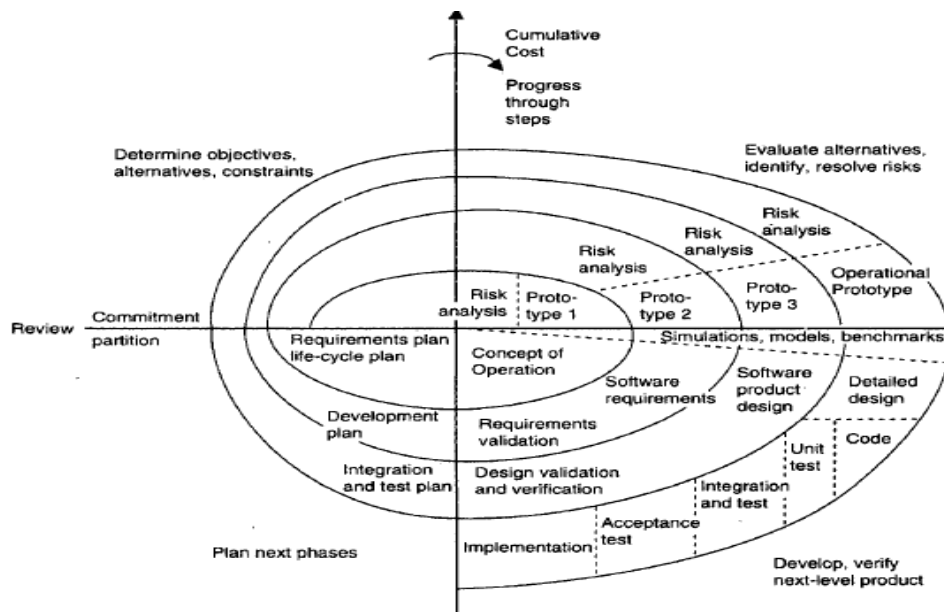 Cumulative
Cost
Progress
through
steps
Determine objectives,
alternatives, constraints
Evaluate alternatives,
identify, resolve risks
Risk
analysis
Risk
analysis
Risk
analysis
Risk
analysis
Proto-
type 1
Proto-
type 2
Proto-
type 3
Operational
Prototype
Review
Commitment
partition
Requirements plan
life-cycle plan
Concept of
Operation
Simulations, models, benchmarks
Software
requirements
Software
product
design
Detailed
design
Development
plan
Requirements
validation
Integration
and test plan
Design validation
and verification
Code
Unit
test
Integration
and test
Acceptance
test
Implementation
Plan next phases
Develop, verify
next-level product